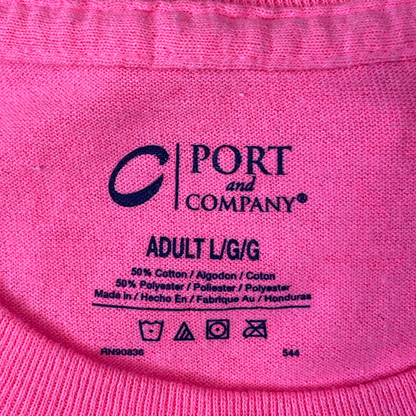 PORT
and
COMPANY®
ADULT L/G/G
50% Cotton / Algodon / Coton
50% Polyester / Poliester / Polyester
Made in / Hecho En / Fabrique Au / Honduras
RN90836 544